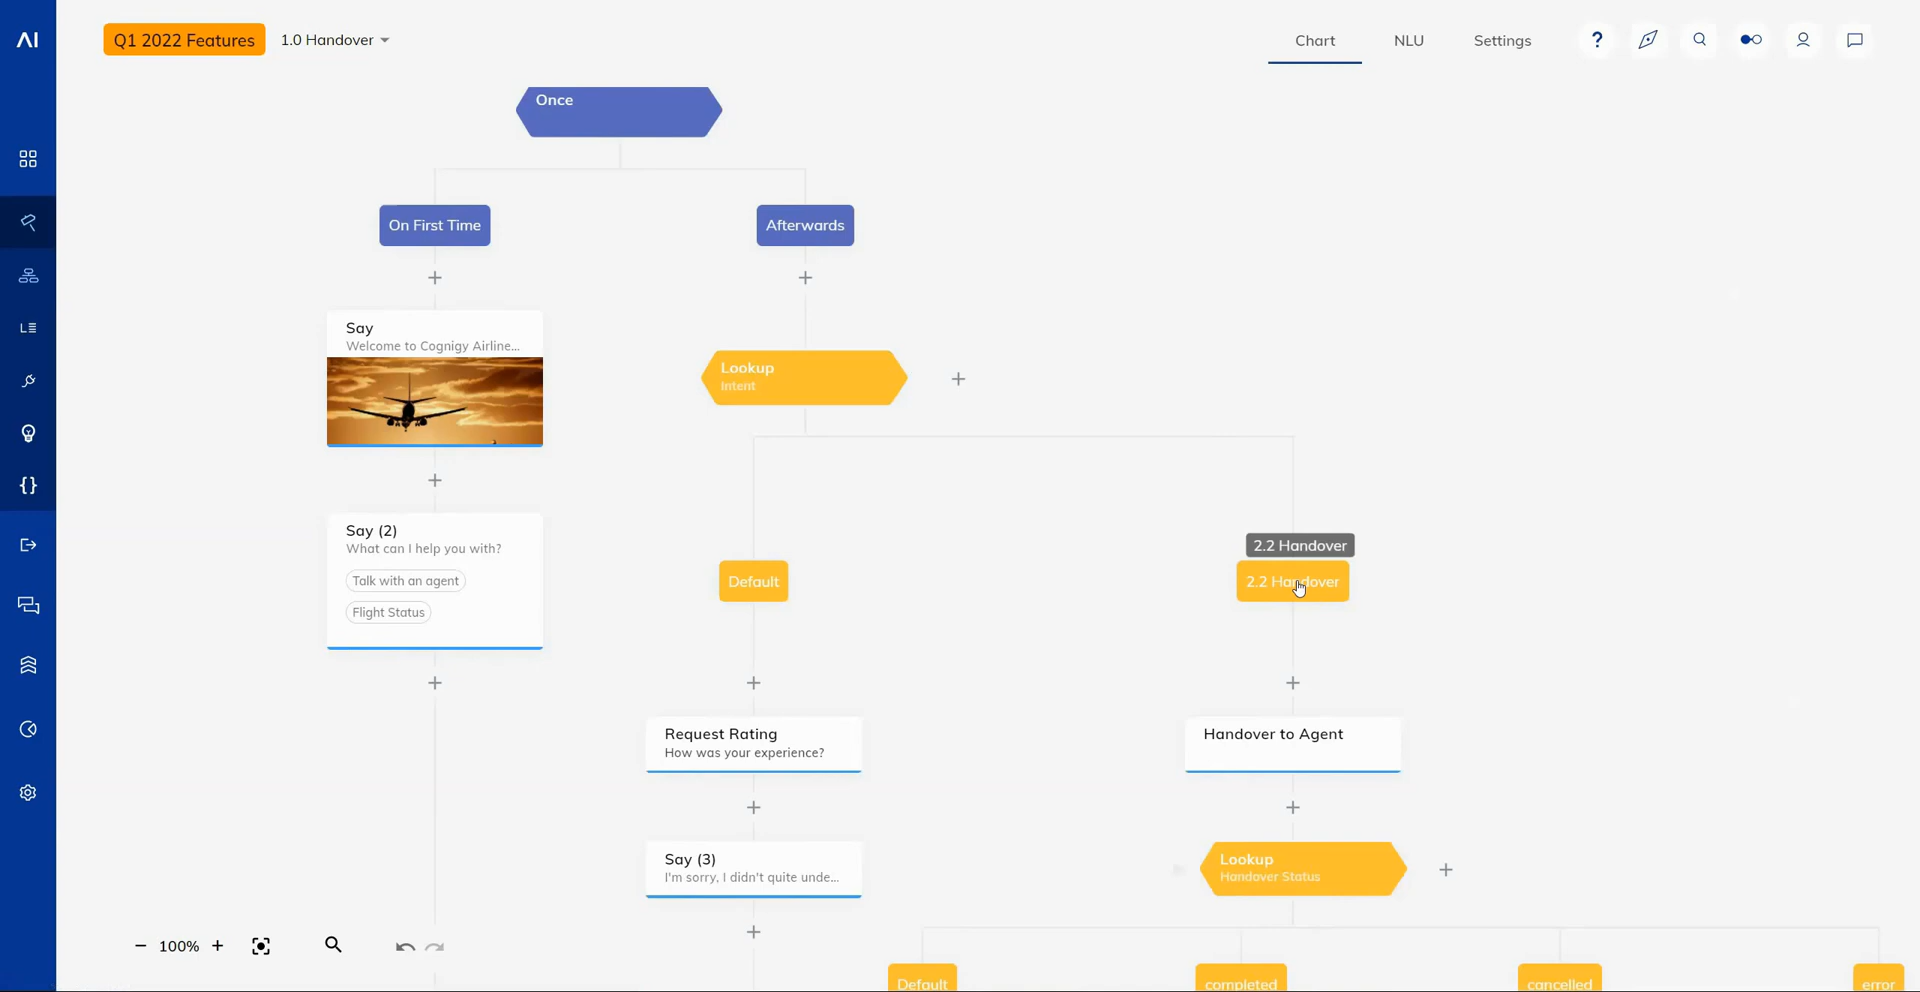 AI
Q1 2022 Features
1.0 Handover
Chart
NLU
Settings
?
Once
On First Time
Afterwards
Say
Welcome to Cognigy Airline...
Lookup
Intent
Say (2)
What can I help you with?
Talk with an agent
Flight Status
2.2 Handover
Default
2.2 Handover
Request Rating
How was your experience?
Handover to Agent
Say (3)
I'm sorry, I didn't quite unde...
Lookup
Handover Status
100%
Default
completed
cancelled
error